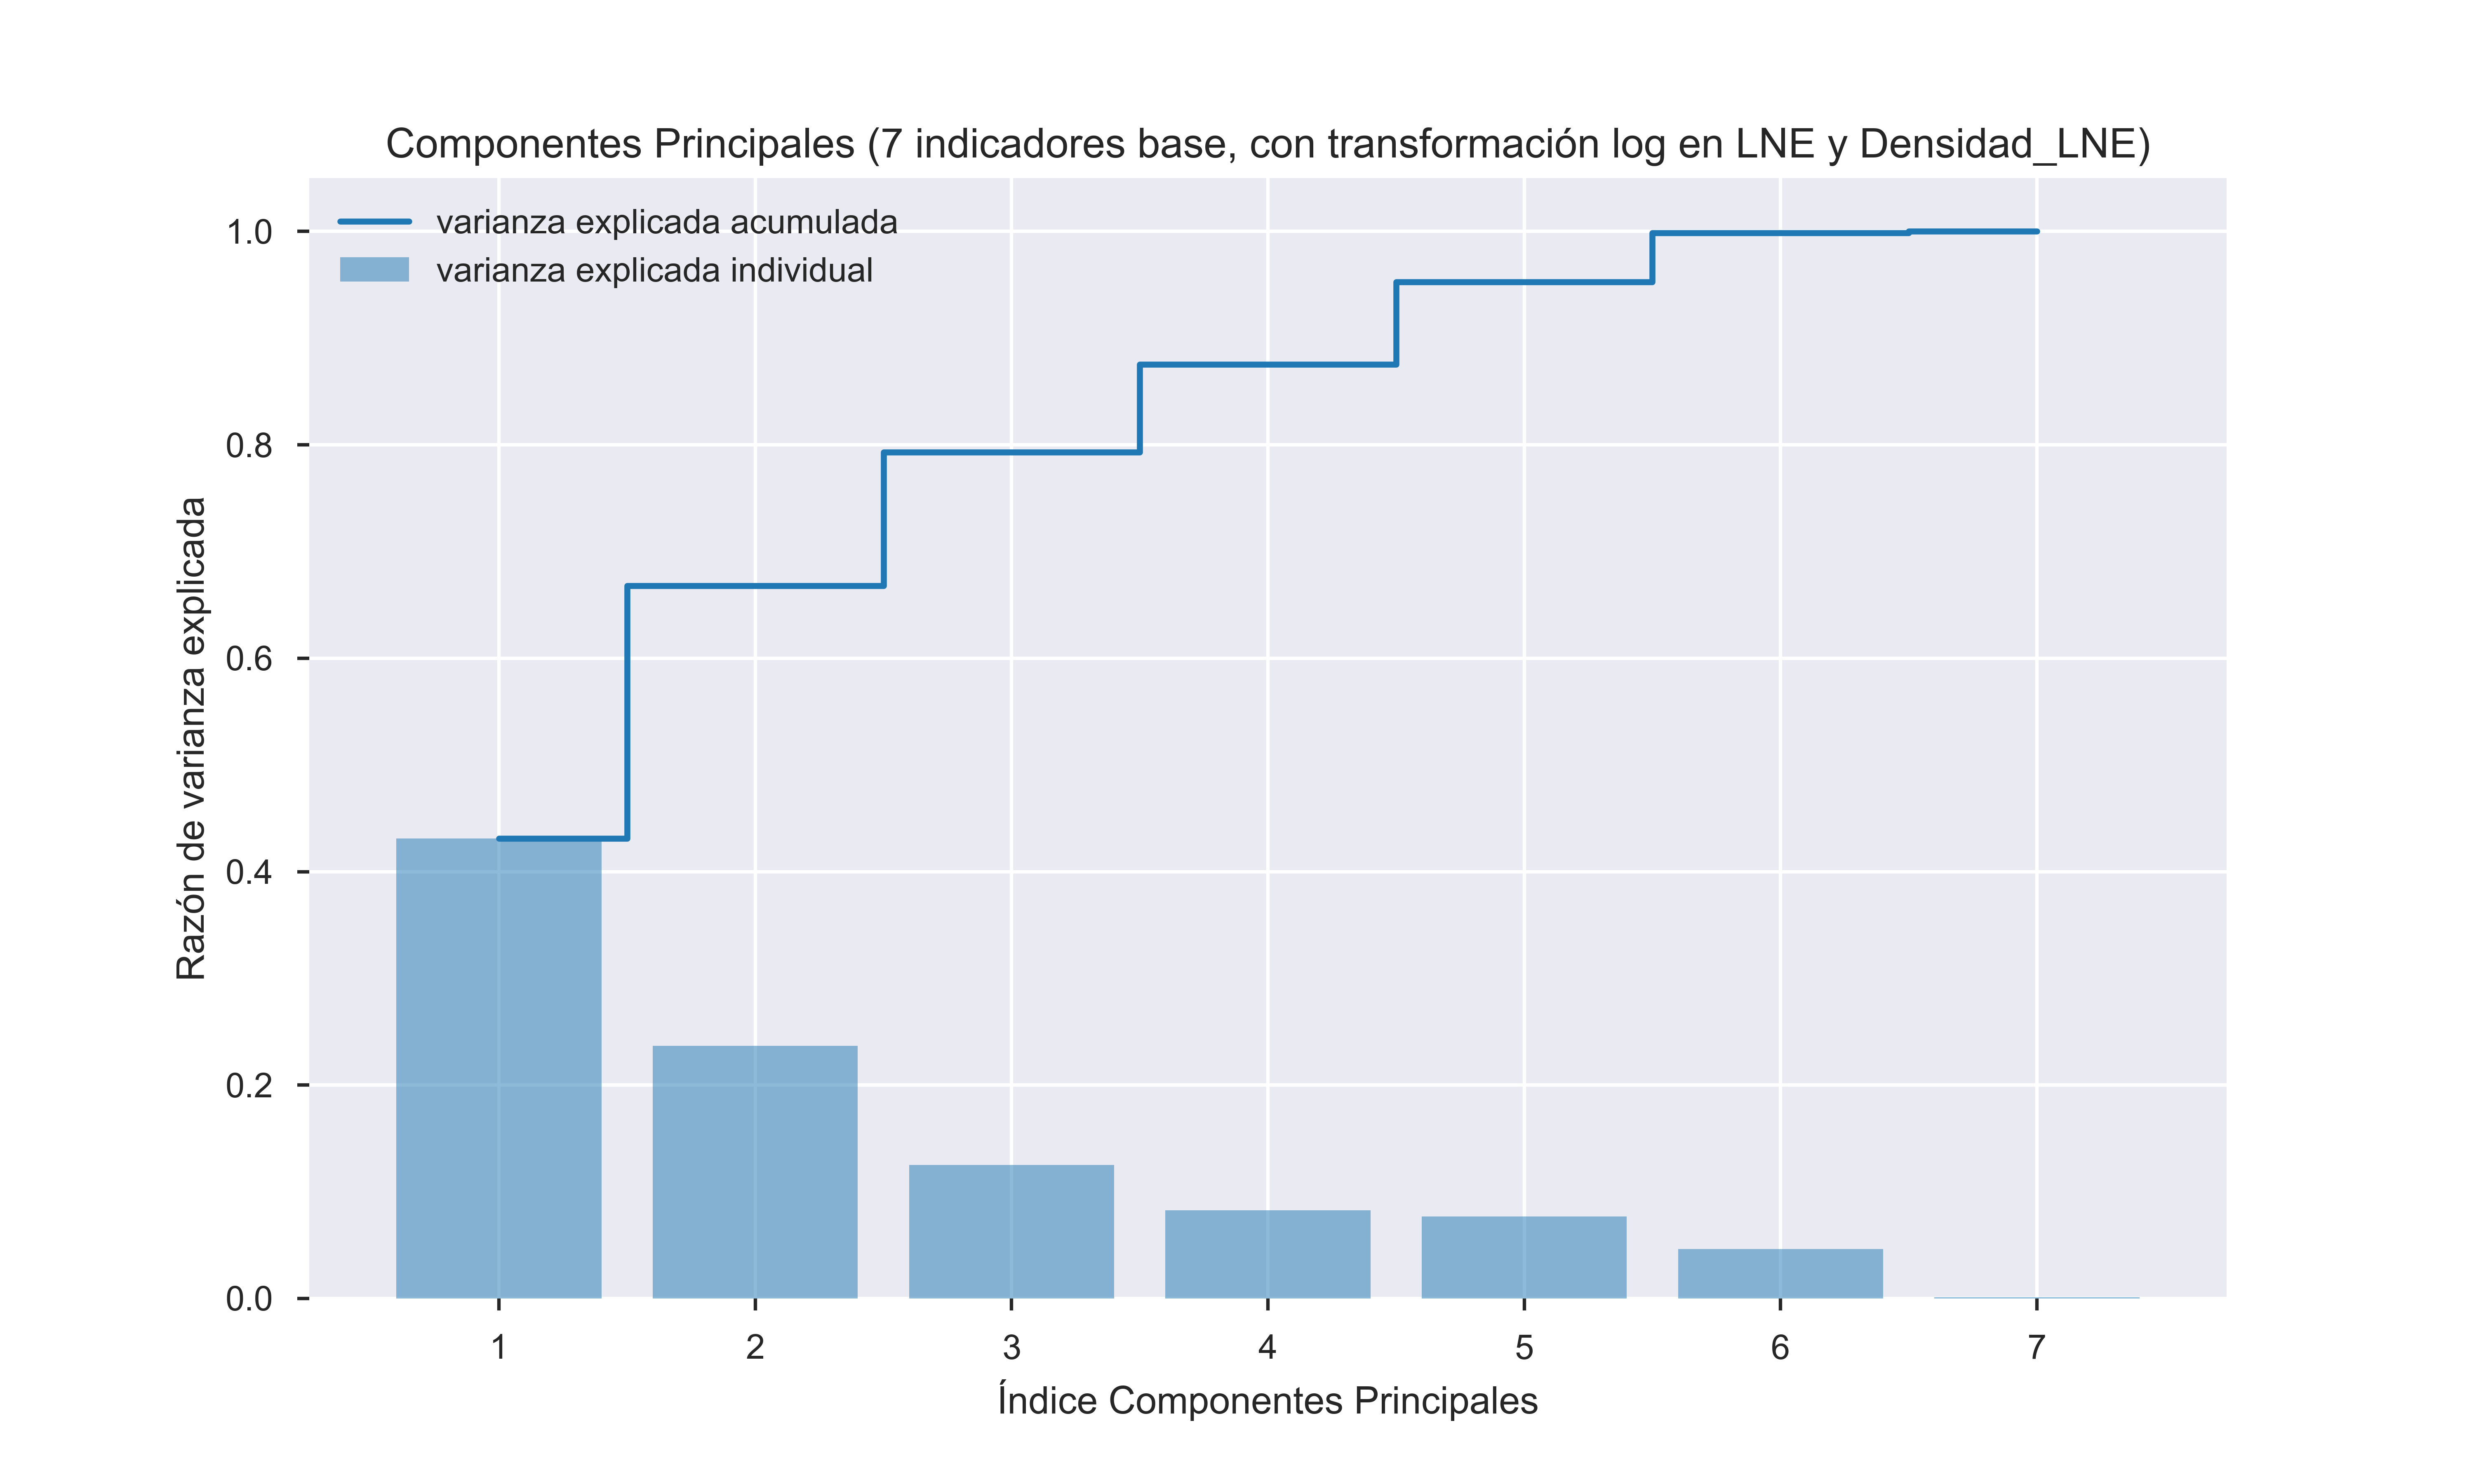 Componentes Principales (7 indicadores base, con transformación log en LNE y Densidad_LNE)
varianza explicada acumulada
varianza explicada individual
Razón de varianza explicada
1.0
0.8
0.6
0.4
0.2
0.0
1 2 3 4 5 6 7
Índice Componentes Principales